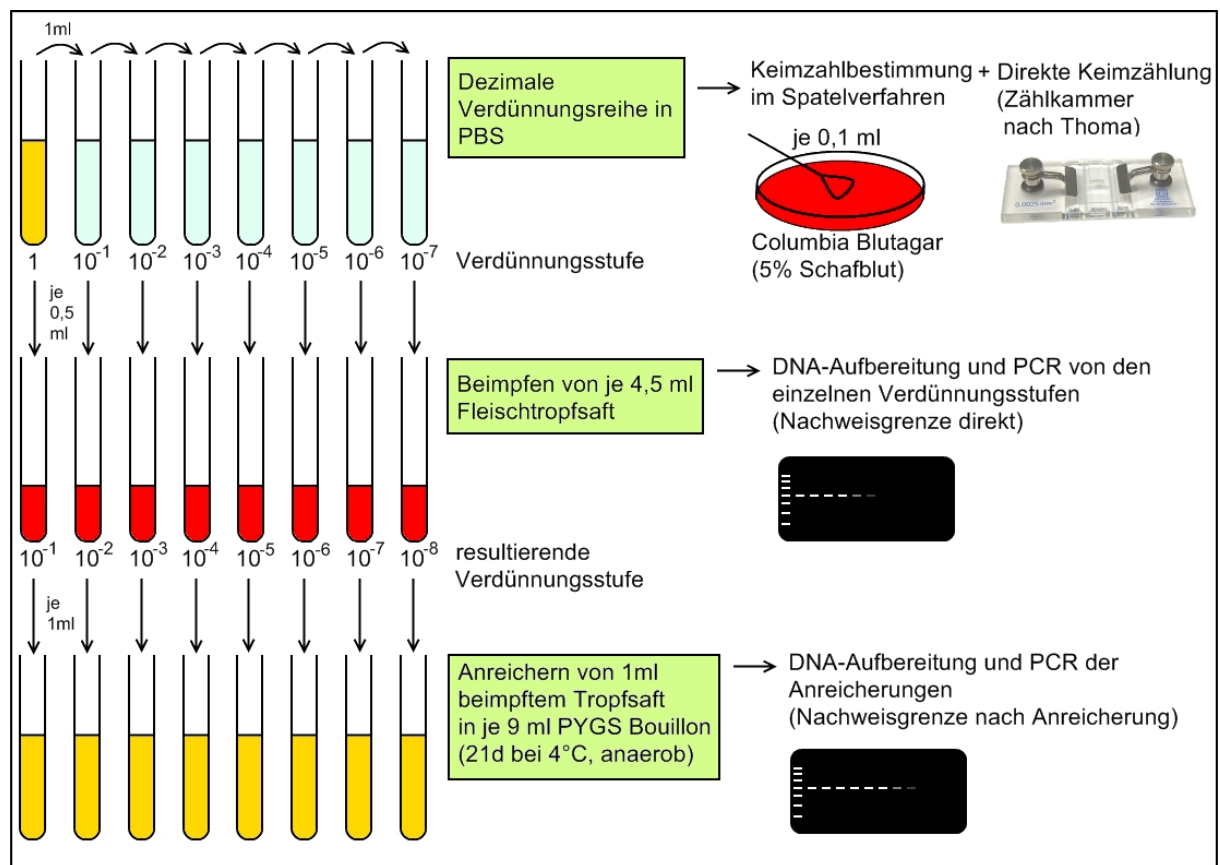 1ml
Dezimale
Verdünnungsreihe in
PBS
Keimzahlbestimmung
im Spatelverfahren
+ Direkte Keimzählung
(Zählkammer
nach Thoma)
je 0,1 ml
0.0025mm²
Columbia Blutagar
(5% Schafblut)
1 10⁻¹ 10⁻² 10⁻³ 10⁻⁴ 10⁻⁵ 10⁻⁶ 10⁻⁷
Verdünnungsstufe
je
0,5
ml
Beimpfen von je 4,5 ml
Fleischtropfsaft
DNA-Aufbereitung und PCR von den
einzelnen Verdünnungsstufen
(Nachweisgrenze direkt)
10⁻¹ 10⁻² 10⁻³ 10⁻⁴ 10⁻⁵ 10⁻⁶ 10⁻⁷ 10⁻⁸
resultierende
Verdünnungsstufe
je
1ml
Anreichern von 1ml
beimpftem Tropfsaft
in je 9 ml PYGS Bouillon
(21d bei 4°C, anaerob)
DNA-Aufbereitung und PCR der
Anreicherungen
(Nachweisgrenze nach Anreicherung)